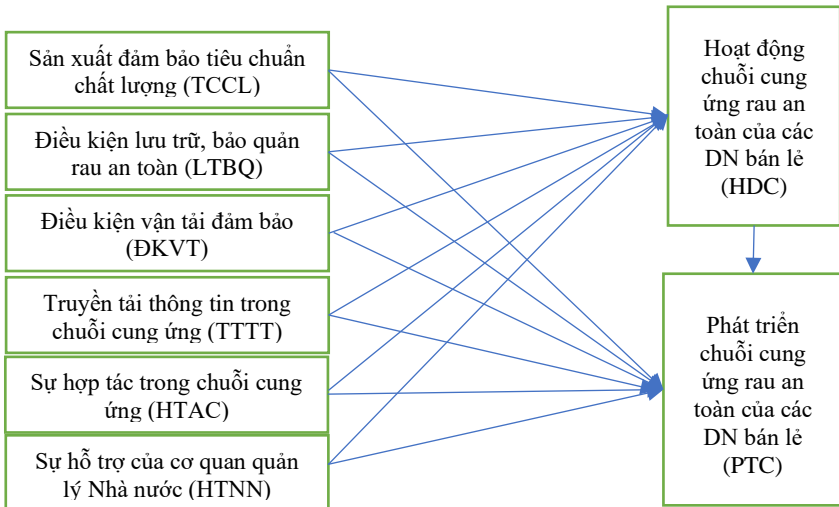 Sản xuất đảm bảo tiêu chuẩn
chất lượng (TCCL)
Điều kiện lưu trữ, bảo quản
rau an toàn (LTBQ)
Điều kiện vận tải đảm bảo
(ĐKVT)
Truyền tải thông tin trong
chuỗi cung ứng (TTTT)
Sự hợp tác trong chuỗi cung
ứng (HTAC)
Sự hỗ trợ của cơ quan quản
lý Nhà nước (HTNN)
Hoạt động
chuỗi cung
ứng rau an
toàn của các
DN bán lẻ
(HDC)
Phát triển
chuỗi cung
ứng rau an
toàn của các
DN bán lẻ
(PTC)